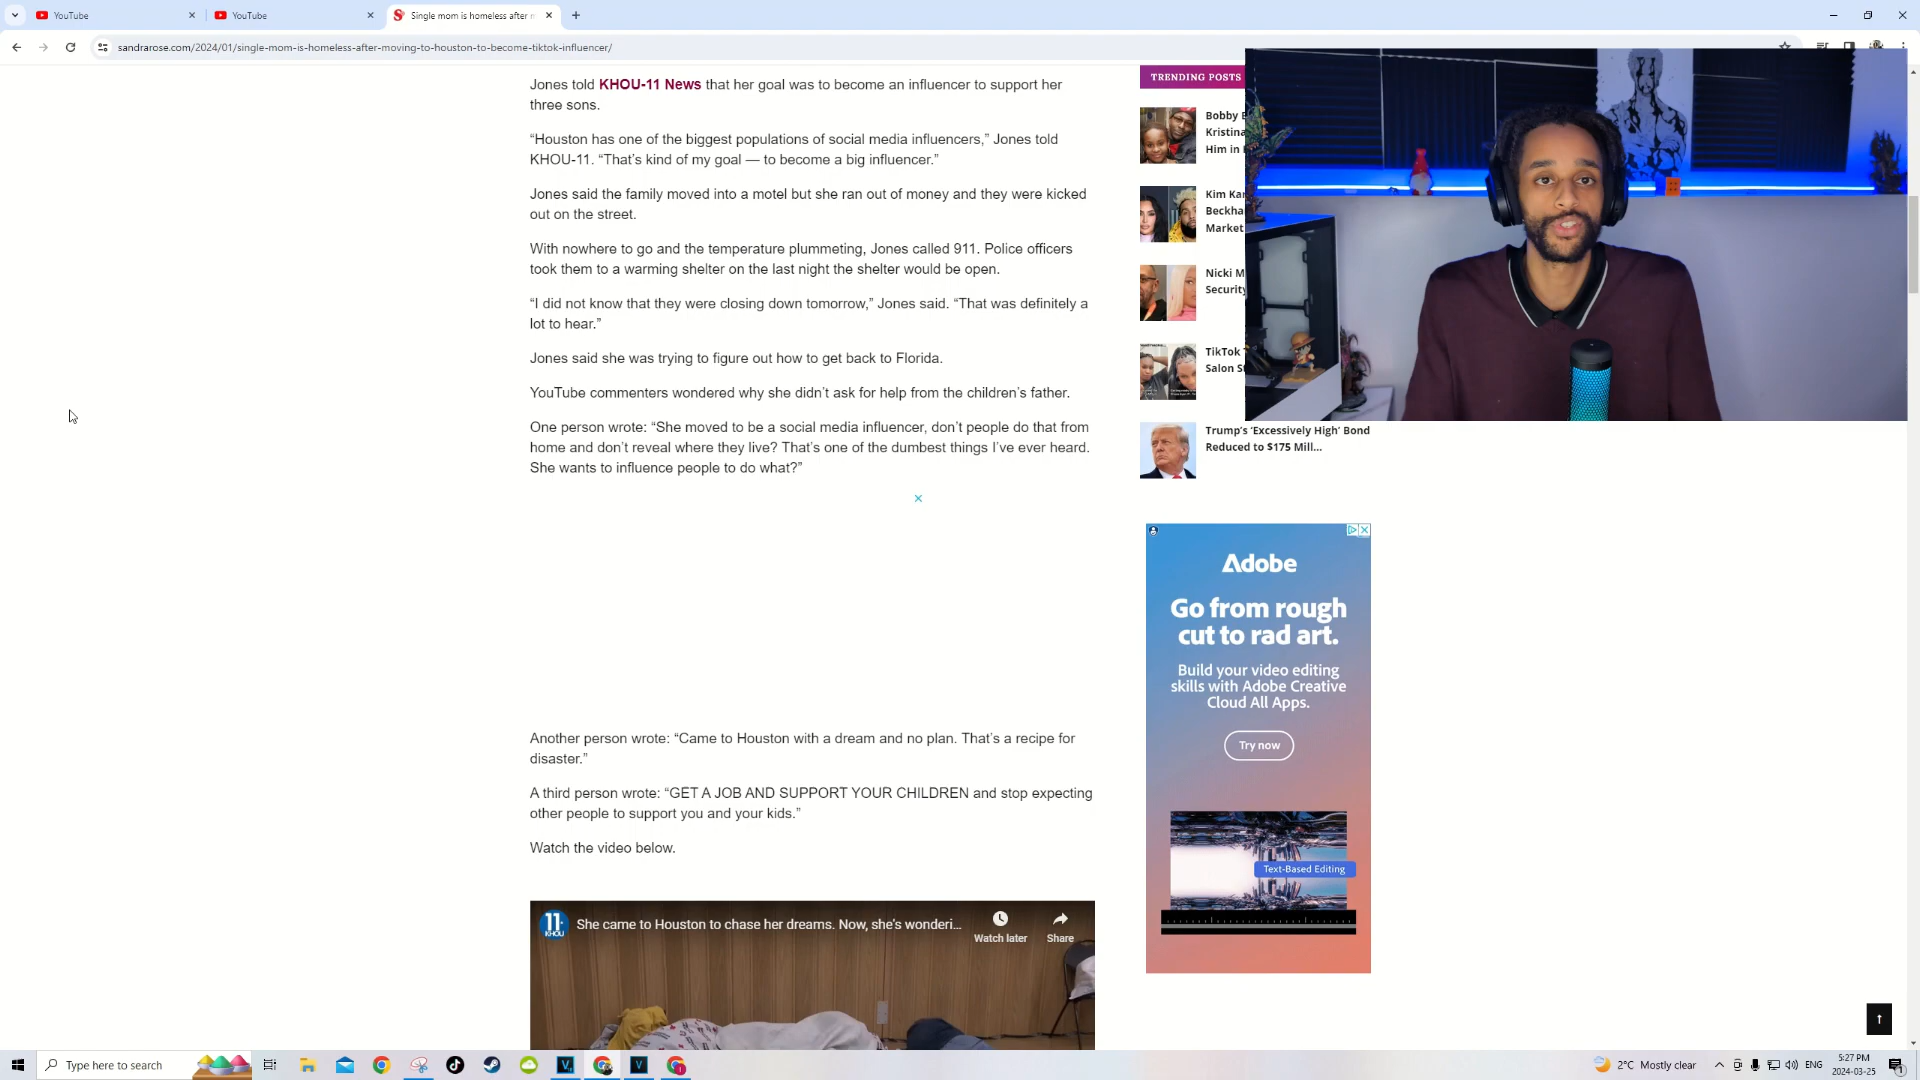 YouTube
YouTube
Single mom is homeless after m
sandrarose.com/2024/01/single-mom-is-homeless-after-moving-to-houston-to-become-tiktok-influencer/
Jones told KHOU-11 News that her goal was to become an influencer to support her
three sons.
“Houston has one of the biggest populations of social media influencers,” Jones told
KHOU-11. “That’s kind of my goal — to become a big influencer.”
Jones said the family moved into a motel but she ran out of money and they were kicked
out on the street.
With nowhere to go and the temperature plummeting, Jones called 911. Police officers
took them to a warming shelter on the last night the shelter would be open.
“I did not know that they were closing down tomorrow,” Jones said. “That was definitely a
lot to hear.”
Jones said she was trying to figure out how to get back to Florida.
YouTube commenters wondered why she didn’t ask for help from the children’s father.
One person wrote: “She moved to be a social media influencer, don’t people do that from
home and don’t reveal where they live? That’s one of the dumbest things I’ve ever heard.
She wants to influence people to do what?”
Another person wrote: “Came to Houston with a dream and no plan. That’s a recipe for
disaster.”
A third person wrote: “GET A JOB AND SUPPORT YOUR CHILDREN and stop expecting
other people to support you and your kids.”
Watch the video below.
11
KHOU
She came to Houston to chase her dreams. Now, she's wonderi...
Watch later
Share
TRENDING POSTS
Bobby
Kristina
Him in
Kim Kar
Beckha
Market
Nicki M
Security
TikTok
Salon S
Trump’s ‘Excessively High’ Bond
Reduced to $175 Mill...
Adobe
Go from rough
cut to rad art.
Build your video editing
skills with Adobe Creative
Cloud All Apps.
Try now
Text-Based Editing
Type here to search
2°C Mostly clear
ENG
5:27 PM
2024-03-25